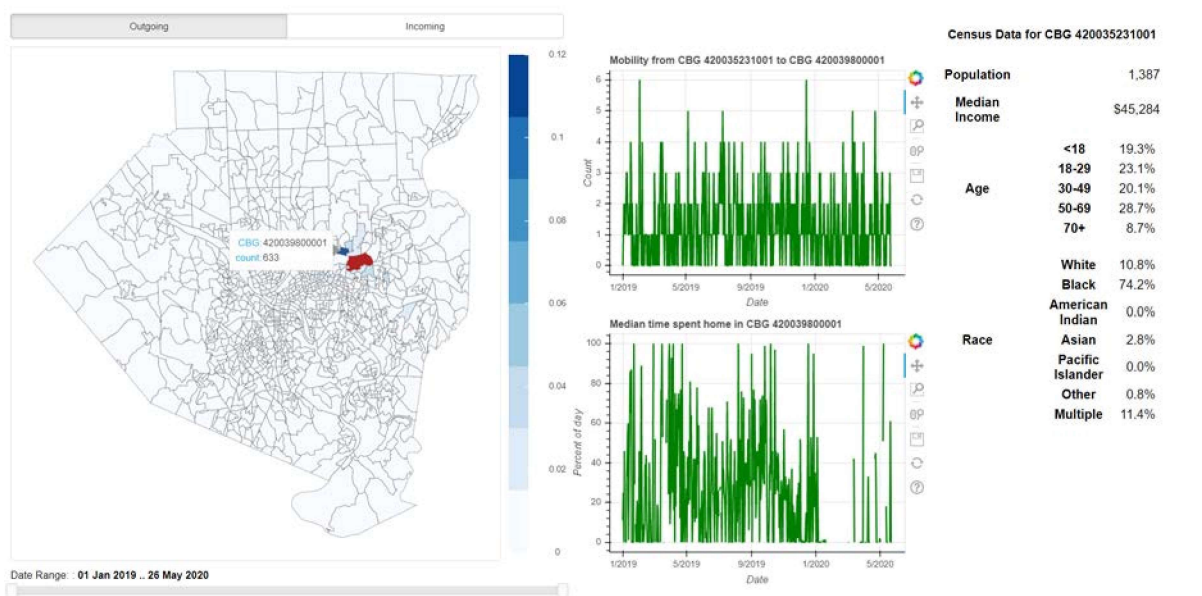 Outgoing
Incoming
0.12
0.1
0.08
0.06
0.04
0.02
0
CBG: 420039800001
count: 633
Date Range: : 01 Jan 2019 .. 26 May 2020
Mobility from CBG 420035231001 to CBG 420039800001
6
5
4
3
2
1
0
Count
1/2019 5/2019 9/2019 1/2020 5/2020
Date
Median time spent home in CBG 420039800001
100
80
60
40
20
0
Percent of day
1/2019 5/2019 9/2019 1/2020 5/2020
Date
Census Data for CBG 420035231001
Population 1,387
Median
Income
$45,284
Age
<18 19.3%
18-29 23.1%
30-49 20.1%
50-69 28.7%
70+ 8.7%
Race
White 10.8%
Black 74.2%
American
Indian
0.0%
Asian 2.8%
Pacific
Islander
0.0%
Other 0.8%
Multiple 11.4%